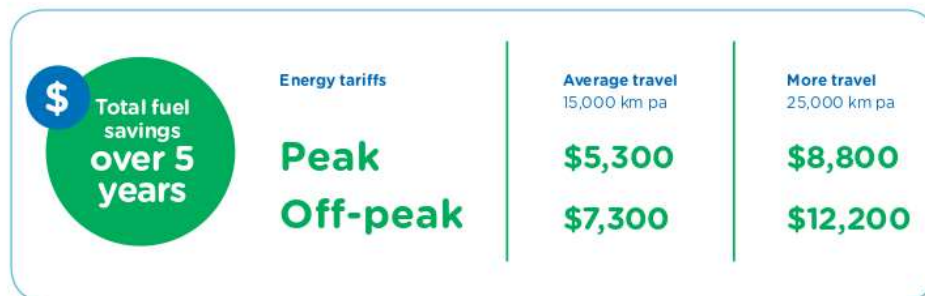 $
Total fuel
savings
over 5
years
Energy tariffs
Average travel
15,000 km pa
More travel
25,000 km pa
Peak
$5,300
$8,800
Off-peak
$7,300
$12,200